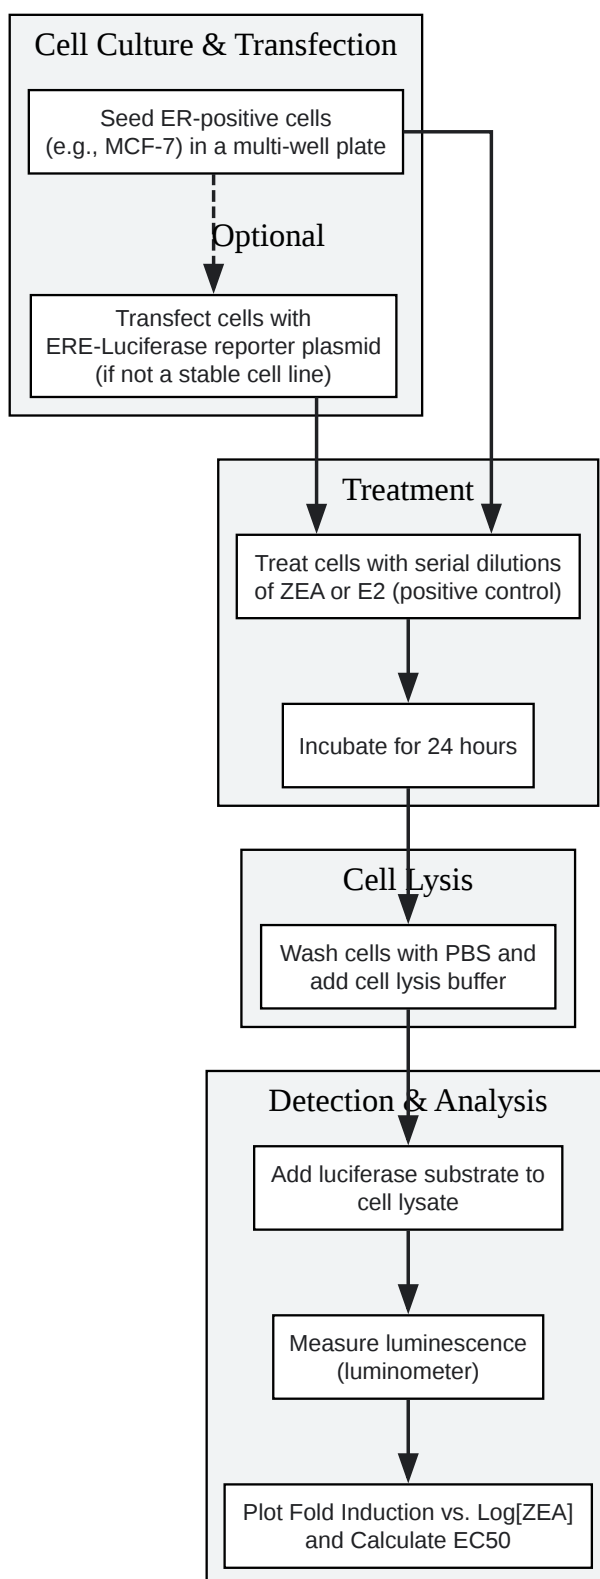 Cell Culture & Transfection
Seed ER-positive cells
(e.g., MCF-7) in a multi-well plate
Optional
Transfect cells with
ERE-Luciferase reporter plasmid
(if not a stable cell line)
Treatment
Treat cells with serial dilutions
of ZEA or E2 (positive control)
Incubate for 24 hours
Cell Lysis
Wash cells with PBS and
add cell lysis buffer
Detection & Analysis
Add luciferase substrate to
cell lysate
Measure luminescence
(luminometer)
Plot Fold Induction vs. Log[ZEA]
and Calculate EC50